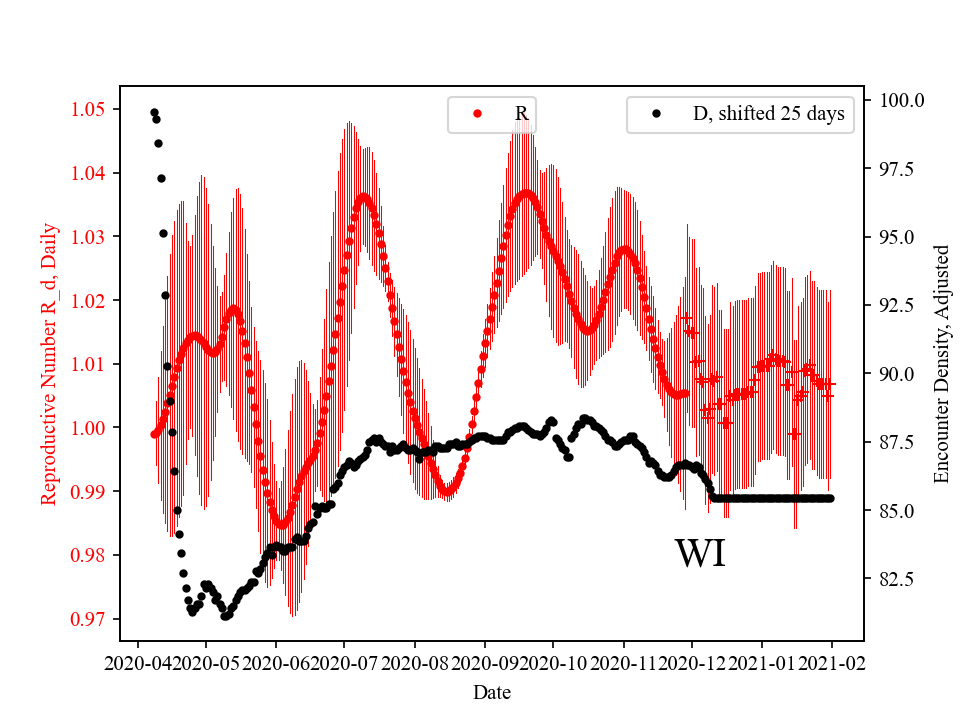 R
D, shifted 25 days
1.05
1.04
1.03
1.02
1.01
1.00
0.99
0.98
0.97
Reproductive Number R_d, Daily
100.0
97.5
95.0
92.5
90.0
87.5
85.0
82.5
Encounter Density, Adjusted
WI
2020-04 2020-05 2020-06 2020-07 2020-08 2020-09 2020-10 2020-11 2020-12 2021-01 2021-02
Date